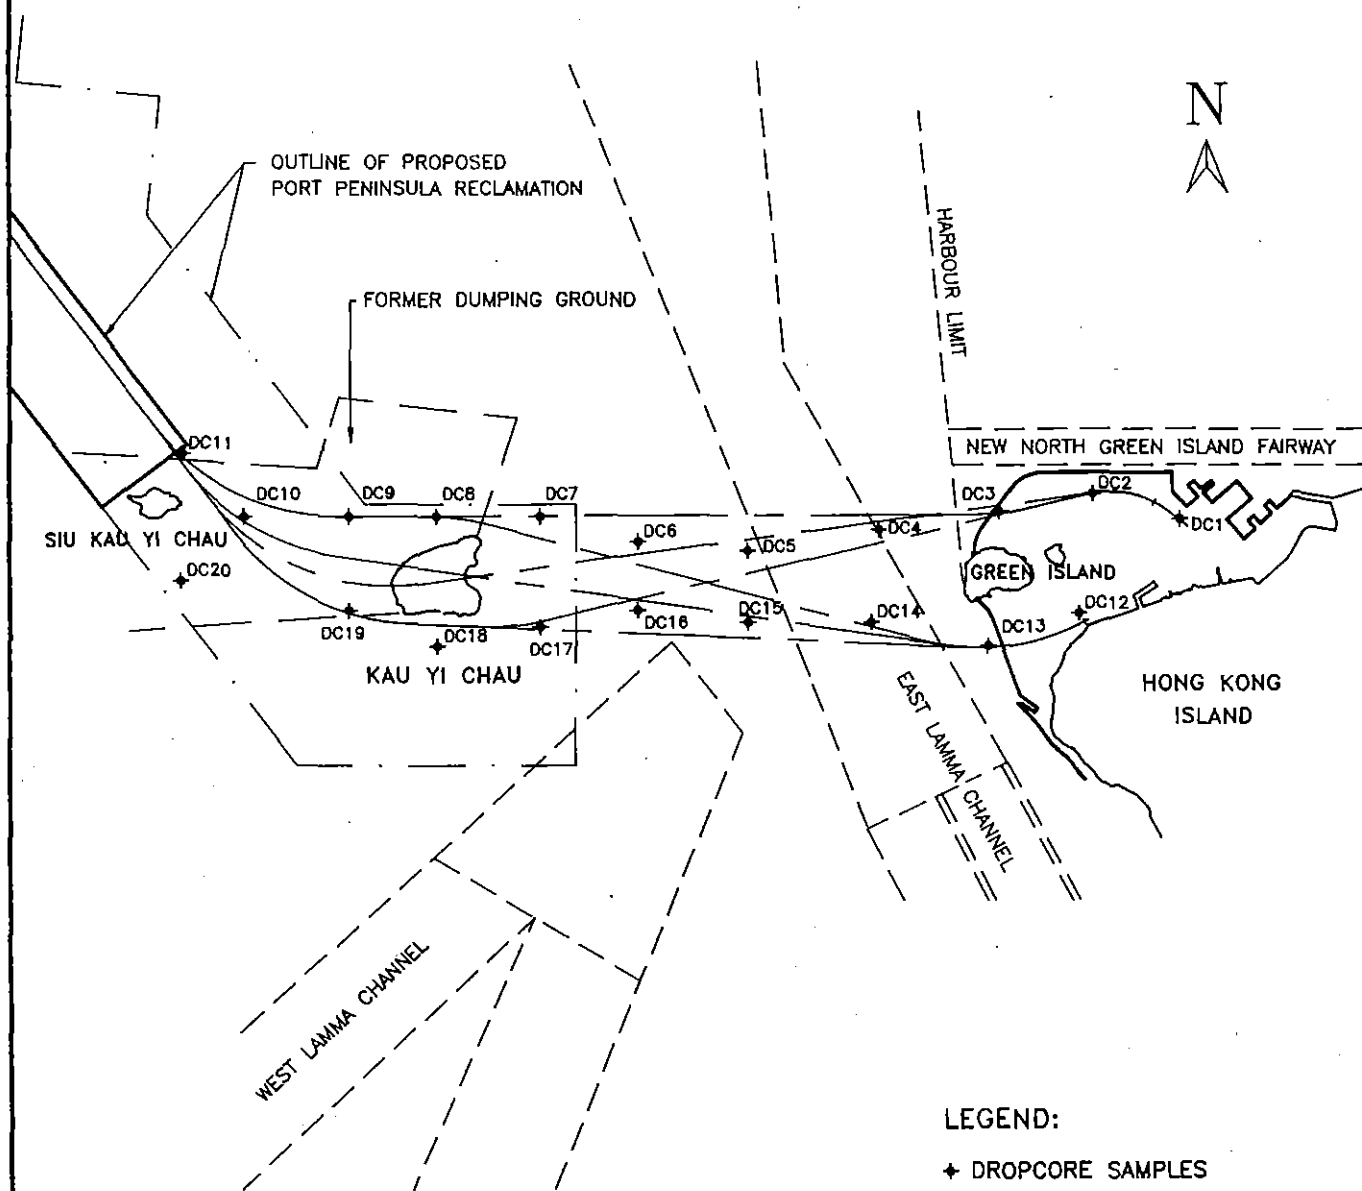 N
OUTLINE OF PROPOSED
PORT PENINSULA RECLAMATION
FORMER DUMPING GROUND
HARBOUR LIMIT
NEW NORTH GREEN ISLAND FAIRWAY
DC11
DC10
DC9
DC8
DC7
DC6
DC5
DC4
DC3
DC2
DC1
SIU KAU YI CHAU
DC20
GREEN ISLAND
DC19
DC18
DC17
DC16
DC15
DC14
DC13
DC12
KAU YI CHAU
HONG KONG
ISLAND
EAST LAMMA CHANNEL
WEST LAMMA CHANNEL
LEGEND:
DROPCORE SAMPLES